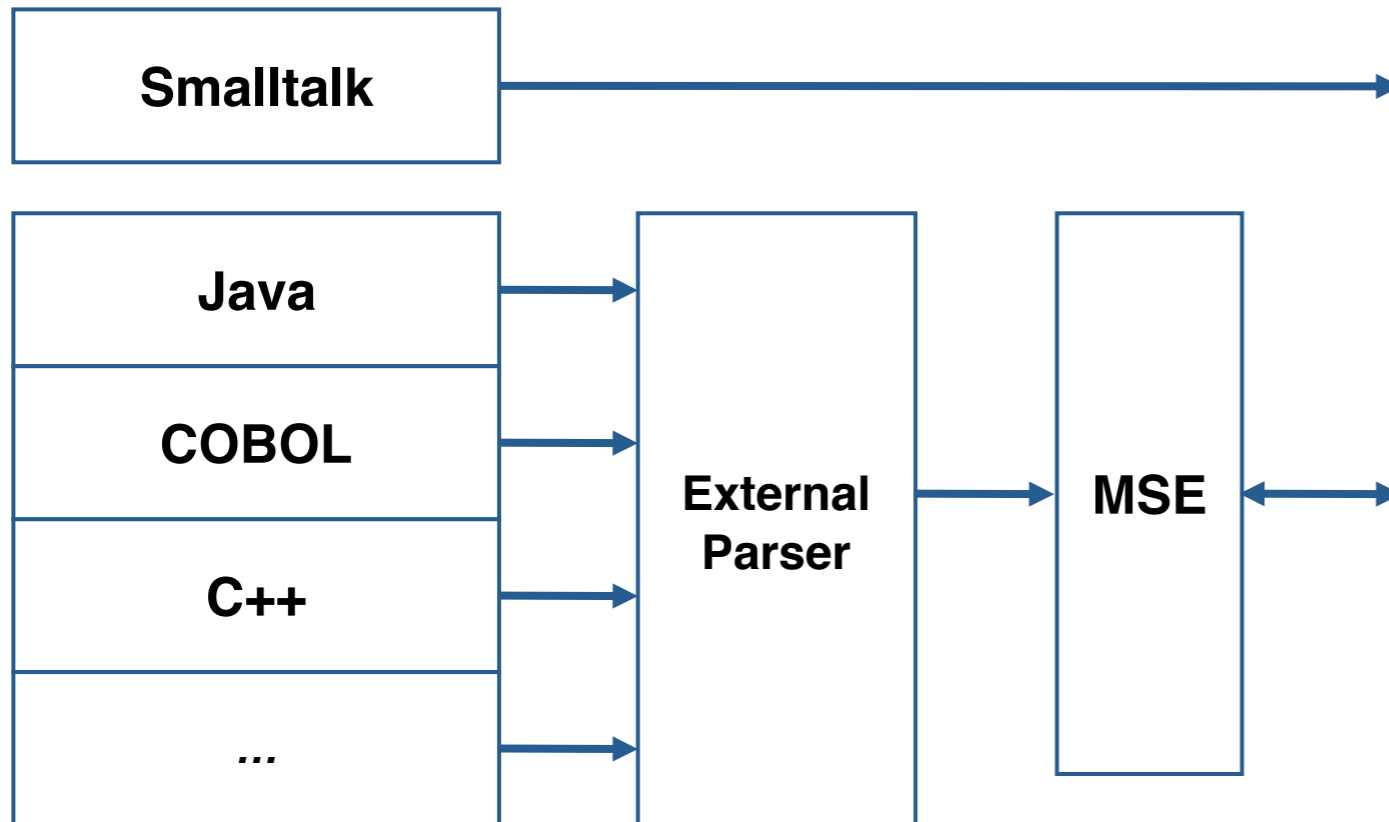 Smalltalk
Java
COBOL
C++
...
External
Parser
MSE